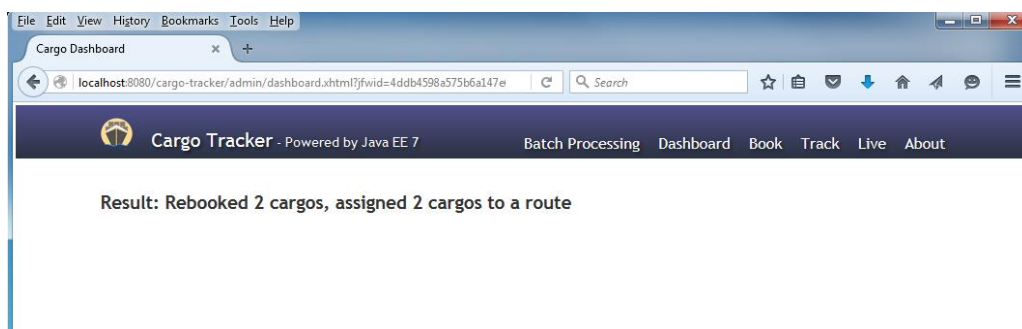 File Edit View History Bookmarks Tools Help
Cargo Dashboard
localhost:8080/cargo-tracker/admin/dashboard.xhtml?jfwid=4ddb4598a575b6a147e
Search
Cargo Tracker - Powered by Java EE 7 Batch Processing Dashboard Book Track Live About
Result: Rebooked 2 cargos, assigned 2 cargos to a route